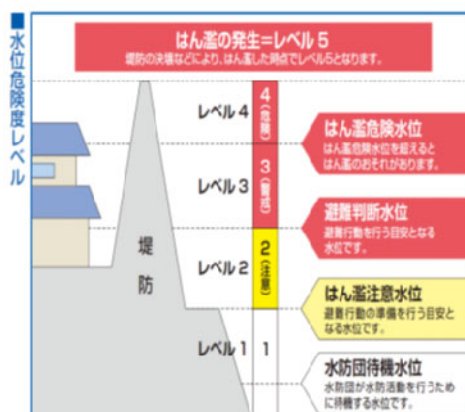 ■水位危険度レベル
はん濫の発生=レベル5
堤防の決壊などにより、はん濫した時点でレベル5となります。
レベル4
4(危険)
はん濫危険水位
はん濫危険水位を超えると
はん濫のおそれがあります。
レベル3
3(警戒)
避難判断水位
避難行動を行う目安となる
水位です。
堤防
レベル2
2(注意)
はん濫注意水位
避難行動の準備を行う目安と
なる水位です。
レベル1
1
水防団待機水位
水防団が水防活動を行うため
に待機する水位です。